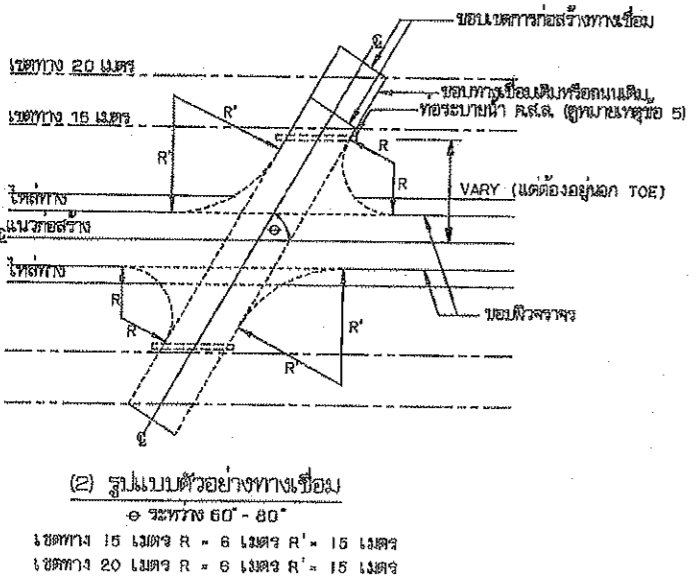 ℄
ขอบเขตการก่อสร้างทางเชื่อม
เขตทาง 20 เมตร
ขอบทางเชื่อมเดิมหรือถนนเดิม
ท่อระบายน้ำ ค.ส.ล. (ดูหมายเหตุข้อ 5)
เขตทาง 15 เมตร
R'
R
R'
R
VARY (แต่ต้องอยู่นอก TOE)
ไหล่ทาง
℄ แนวก่อสร้าง
θ
ไหล่ทาง
R
ขอบผิวจราจร
R'
R
R'
℄
(2) รูปแบบตัวอย่างทางเชื่อม
θ ระหว่าง 60° - 80°
เขตทาง 15 เมตร R = 6 เมตร R' = 15 เมตร
เขตทาง 20 เมตร R = 6 เมตร R' = 15 เมตร